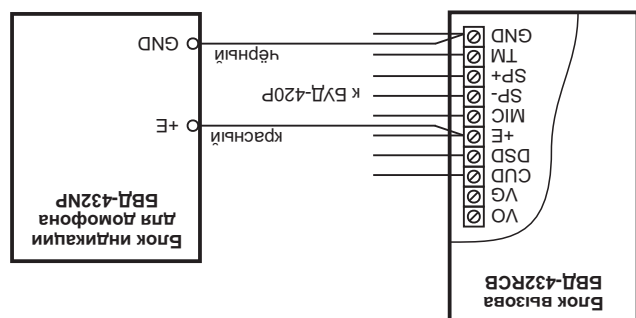 Блок вызова
БВД-432RCB
Блок индикации
для домофона
БВД-432NP
VO
VG
CUD
DSD
+E
красный
+E
MIC
SP-
к БУД-420P
SP+
TM
чёрный
GND
GND